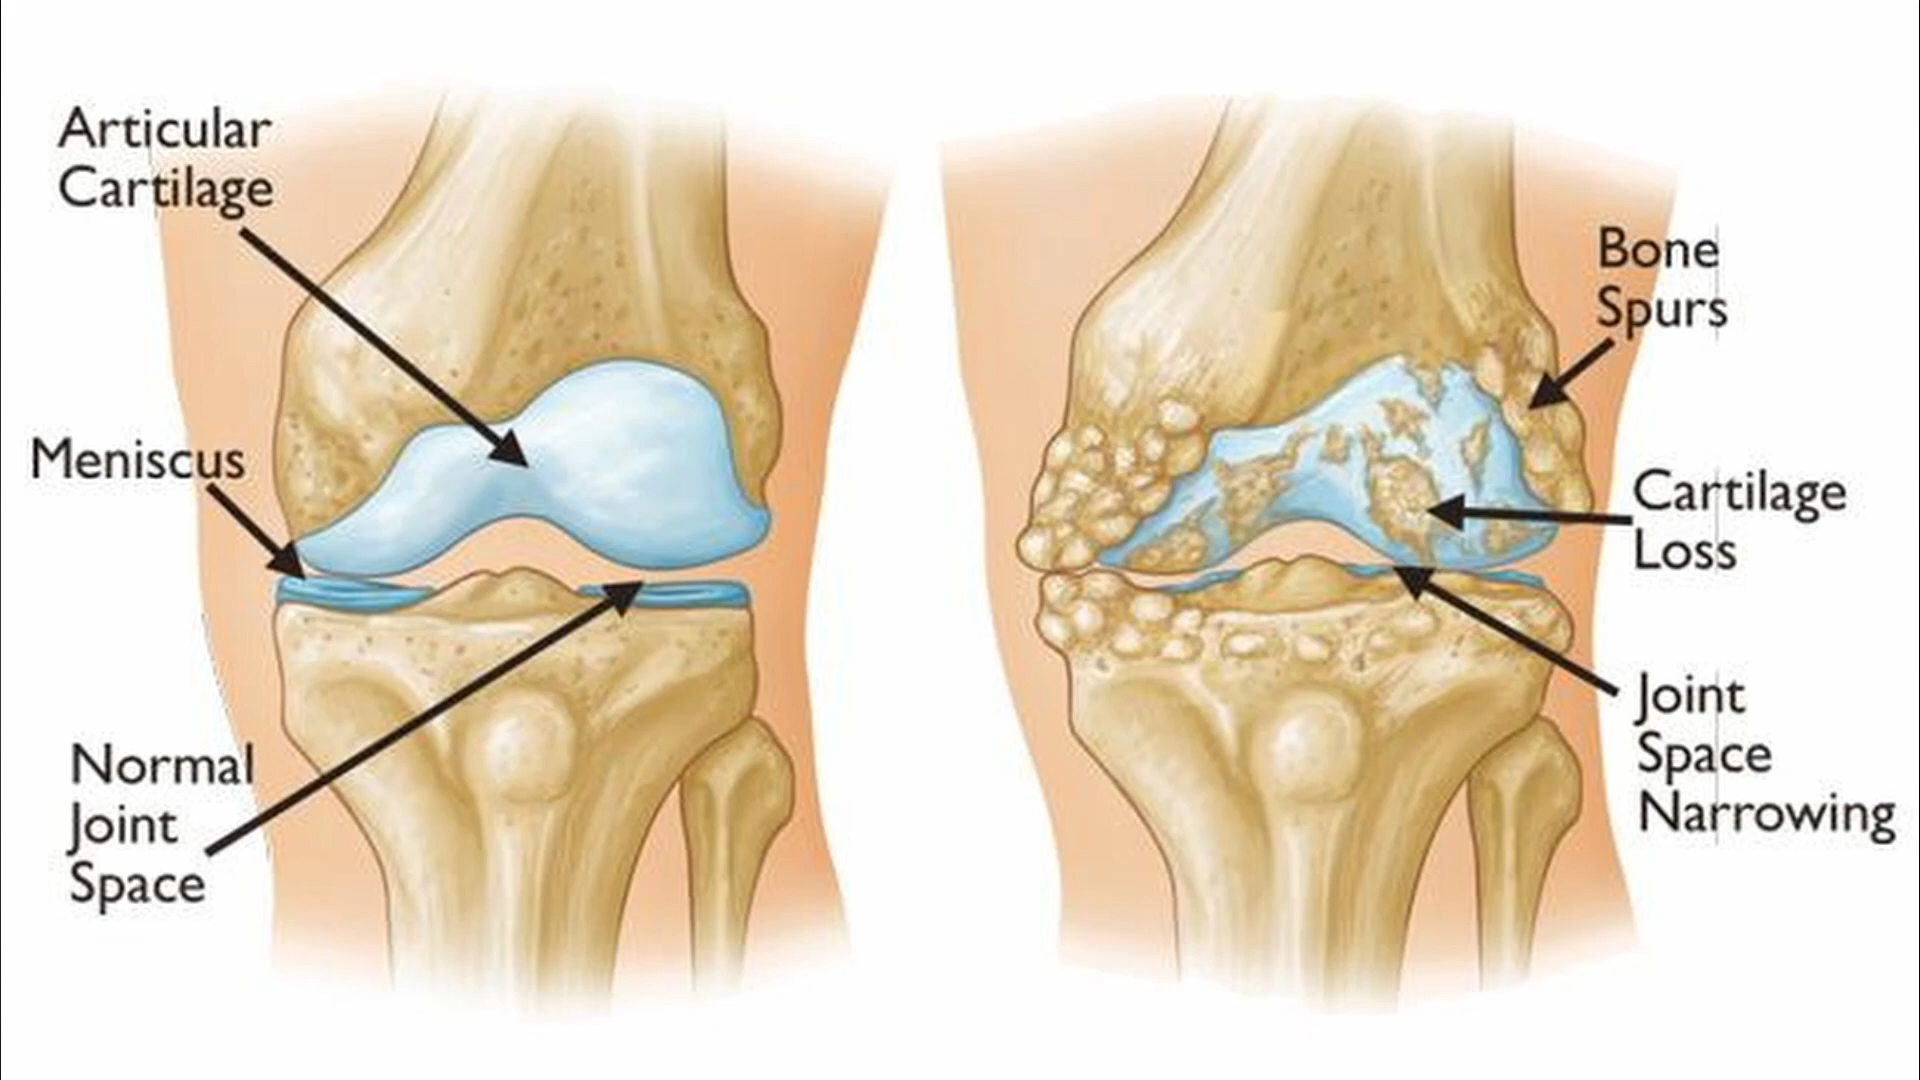 Articular
Cartilage
Meniscus
Normal
Joint
Space
Bone
Spurs
Cartilage
Loss
Joint
Space
Narrowing